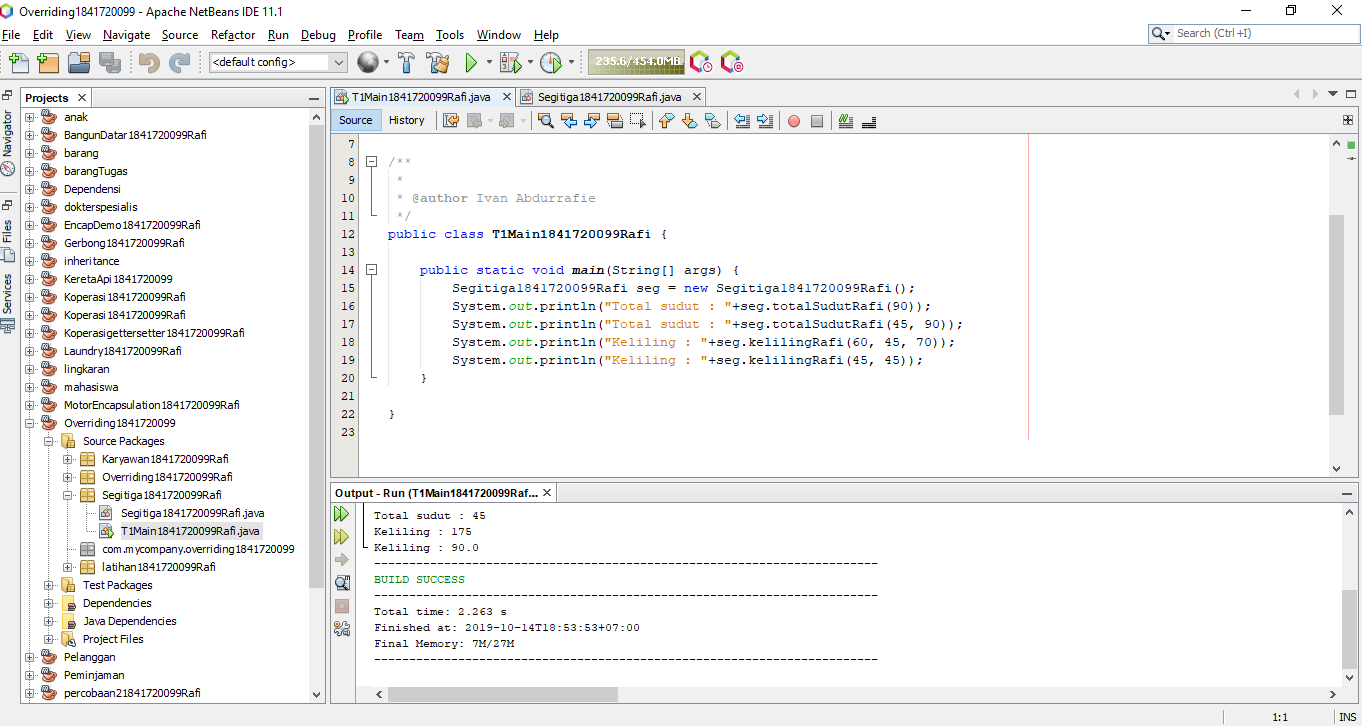 Overriding1841720099 - Apache NetBeans IDE 11.1
File Edit View Navigate Source Refactor Run Debug Profile Team Tools Window Help
Search (Ctrl+I)
<default config>
235.6/454.0MB
Projects
Navigator
Files
Services
anak
BangunDatar1841720099Rafi
barang
barangTugas
Dependensi
dokterspesialis
EncapDemo1841720099Rafi
Gerbong1841720099Rafi
inheritance
KeretaApi1841720099
Koperasi1841720099Rafi
Koperasi1841720099Rafi
Koperasigettersetter1841720099Rafi
Laundry1841720099Rafi
lingkaran
mahasiswa
MotorEncapsulation1841720099Rafi
Overriding1841720099
Source Packages
Karyawan1841720099Rafi
Overriding1841720099Rafi
Segitiga1841720099Rafi
Segitiga1841720099Rafi.java
T1Main1841720099Rafi.java
com.mycompany.overriding1841720099
latihan1841720099Rafi
Test Packages
Dependencies
Java Dependencies
Project Files
Pelanggan
Peminjaman
percobaan21841720099Rafi
T1Main1841720099Rafi.java Segitiga1841720099Rafi.java
Source History
7
8 /**
9 *
10 * @author Ivan Abdurrafie
11 */
12 public class T1Main1841720099Rafi {
13
14 public static void main(String[] args) {
15 Segitiga1841720099Rafi seg = new Segitiga1841720099Rafi();
16 System.out.println("Total sudut : "+seg.totalSudutRafi(90));
17 System.out.println("Total sudut : "+seg.totalSudutRafi(45, 90));
18 System.out.println("Keliling : "+seg.kelilingRafi(60, 45, 70));
19 System.out.println("Keliling : "+seg.kelilingRafi(45, 45));
20 }
21
22 }
23
Output - Run (T1Main1841720099Raf...
Total sudut : 45
Keliling : 175
Keliling : 90.0
------------------------------------------------------------------------
BUILD SUCCESS
------------------------------------------------------------------------
Total time: 2.263 s
Finished at: 2019-10-14T18:53:53+07:00
Final Memory: 7M/27M
------------------------------------------------------------------------
1:1 INS